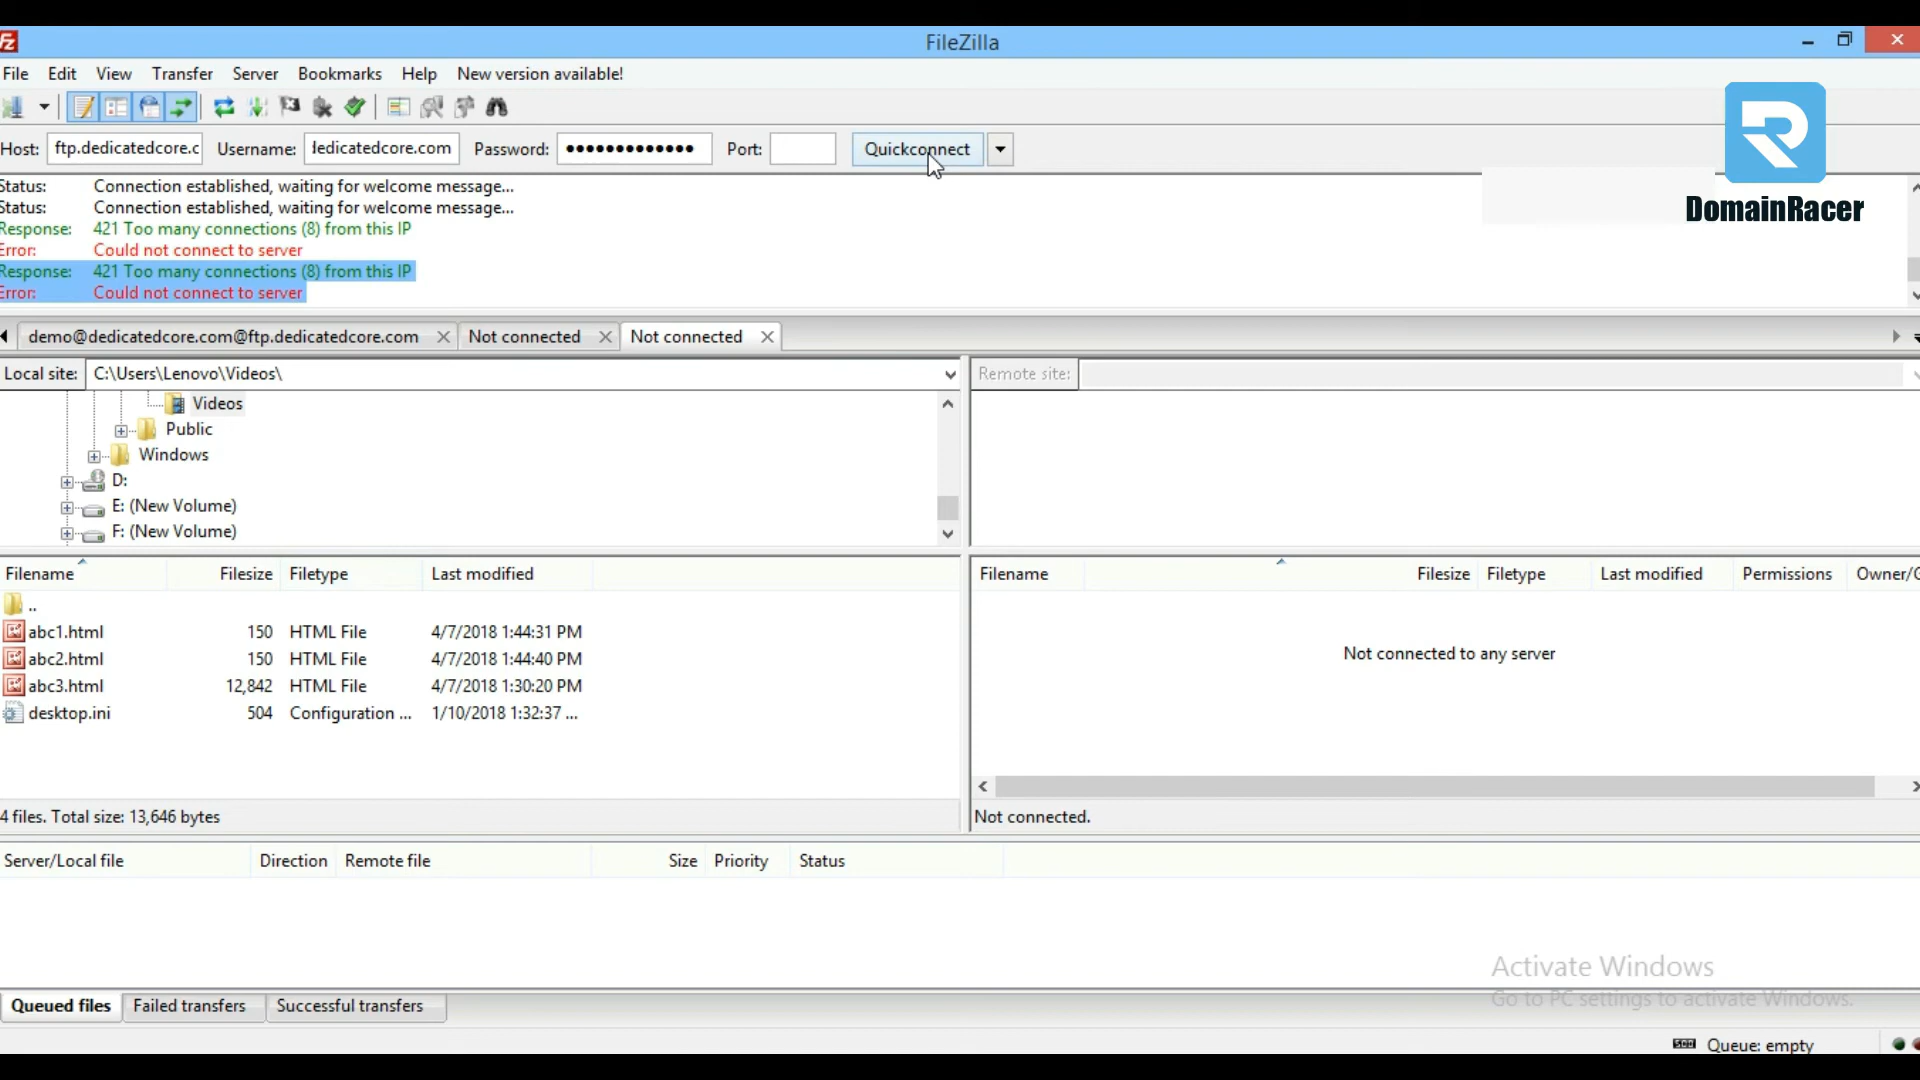 FileZilla
File Edit View Transfer Server Bookmarks Help New version available!
Host: ftp.dedicatedcore.c Username: dedicatedcore.com Password: ●●●●●●●●●●●●● Port: Quickconnect
DomainRacer
Status: Connection established, waiting for welcome message...
Status: Connection established, waiting for welcome message...
Response: 421 Too many connections (8) from this IP
Error: Could not connect to server
Response: 421 Too many connections (8) from this IP
Error: Could not connect to server
demo@dedicatedcore.com@ftp.dedicatedcore.com Not connected Not connected
Local site: C:\Users\Lenovo\Videos\ Remote site:
Videos
Public
Windows
D:
E: (New Volume)
F: (New Volume)
Filename Filesize Filetype Last modified
..
abc1.html 150 HTML File 4/7/2018 1:44:31 PM
abc2.html 150 HTML File 4/7/2018 1:44:40 PM
abc3.html 12,842 HTML File 4/7/2018 1:30:20 PM
desktop.ini 504 Configuration ... 1/10/2018 1:32:37 ...
4 files. Total size: 13,646 bytes
Filename Filesize Filetype Last modified Permissions Owner/G
Not connected to any server
Not connected.
Server/Local file Direction Remote file Size Priority Status
Activate Windows
Go to PC settings to activate Windows.
Queued files Failed transfers Successful transfers
Queue: empty